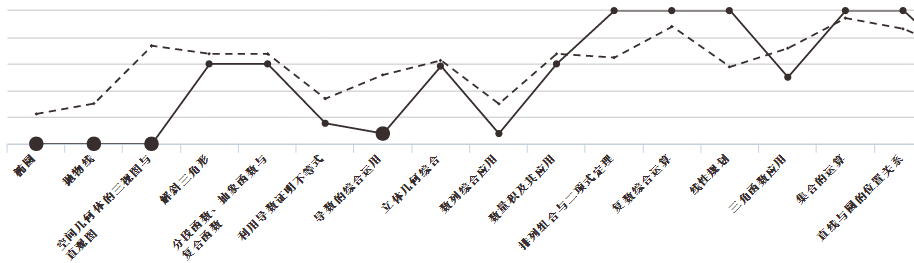 椭圆
抛物线
空间几何体的三视图与
直观图
解斜三角形
分段函数、抽象函数与
复合函数
利用导数证明不等式
导数的综合运用
立体几何综合
数列综合应用
数量积及其应用
排列组合与二项式定理
复数综合运算
线性规划
三角函数应用
集合的运算
直线与圆的位置关系